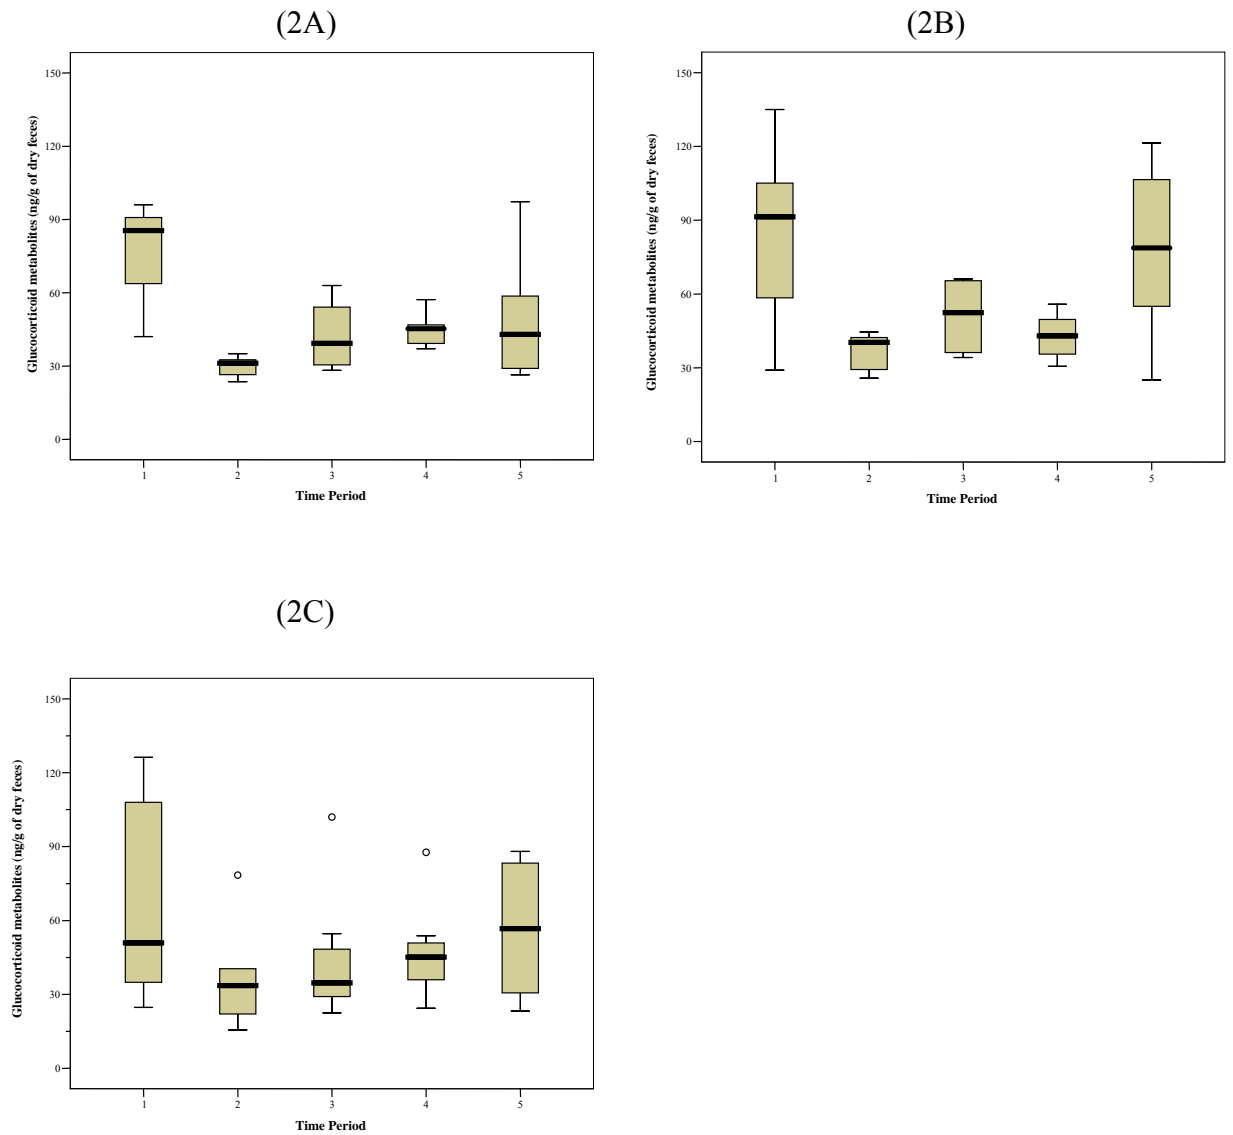 (2A)
Glucocorticoid metabolites (ng/g of dry feces)
150
120
90
60
30
0
1 2 3 4 5
Time Period
(2B)
Glucocorticoid metabolites (ng/g of dry feces)
150
120
90
60
30
0
1 2 3 4 5
Time Period
(2C)
Glucocorticoid metabolites (ng/g of dry feces)
150
120
90
60
30
0
1 2 3 4 5
Time Period